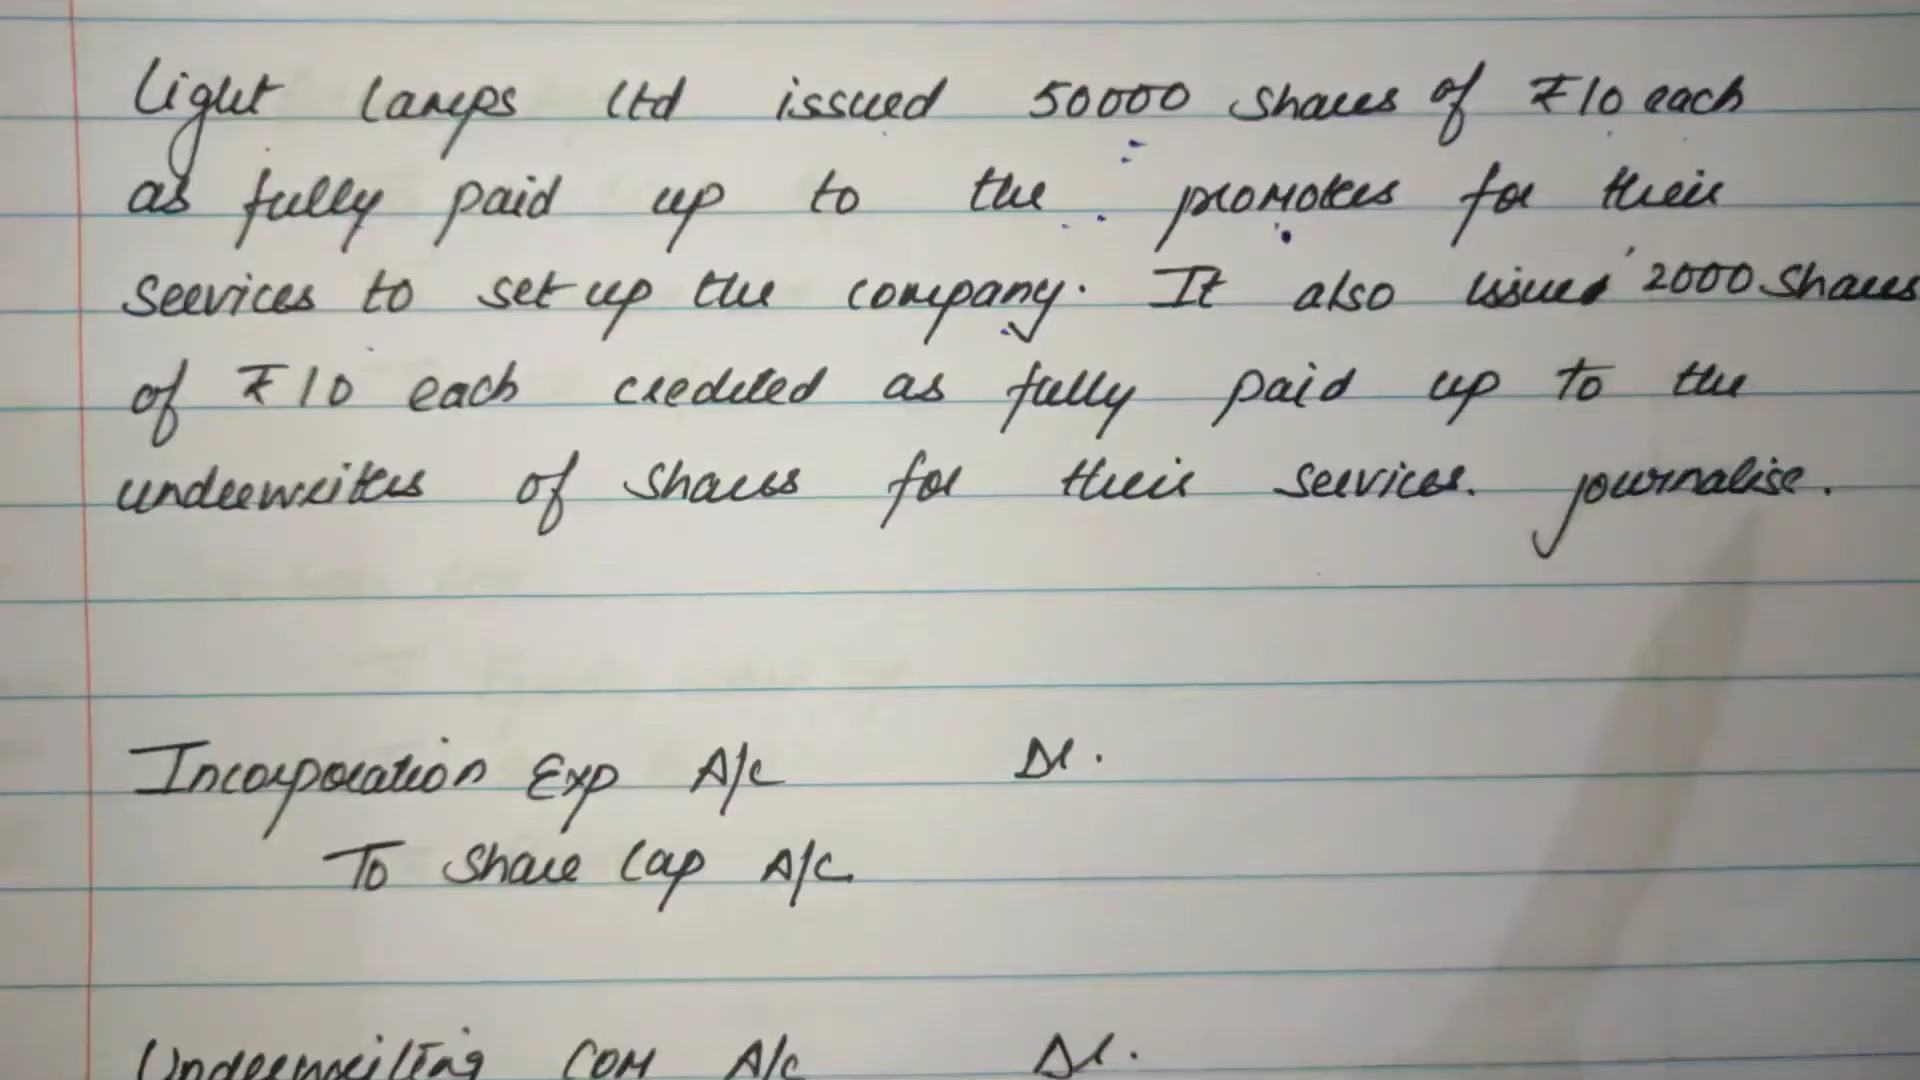 Light Lamps Ltd issued 50000 shares of ₹10 each
as fully paid up to the promoters for their
services to set up the company. It also issued 2000 shares
of ₹10 each credited as fully paid up to the
underwriters of shares for their services. journalise.
Incorporation Exp A/c Dr.
To Share Cap A/c
Underwriting COM A/c Dr.